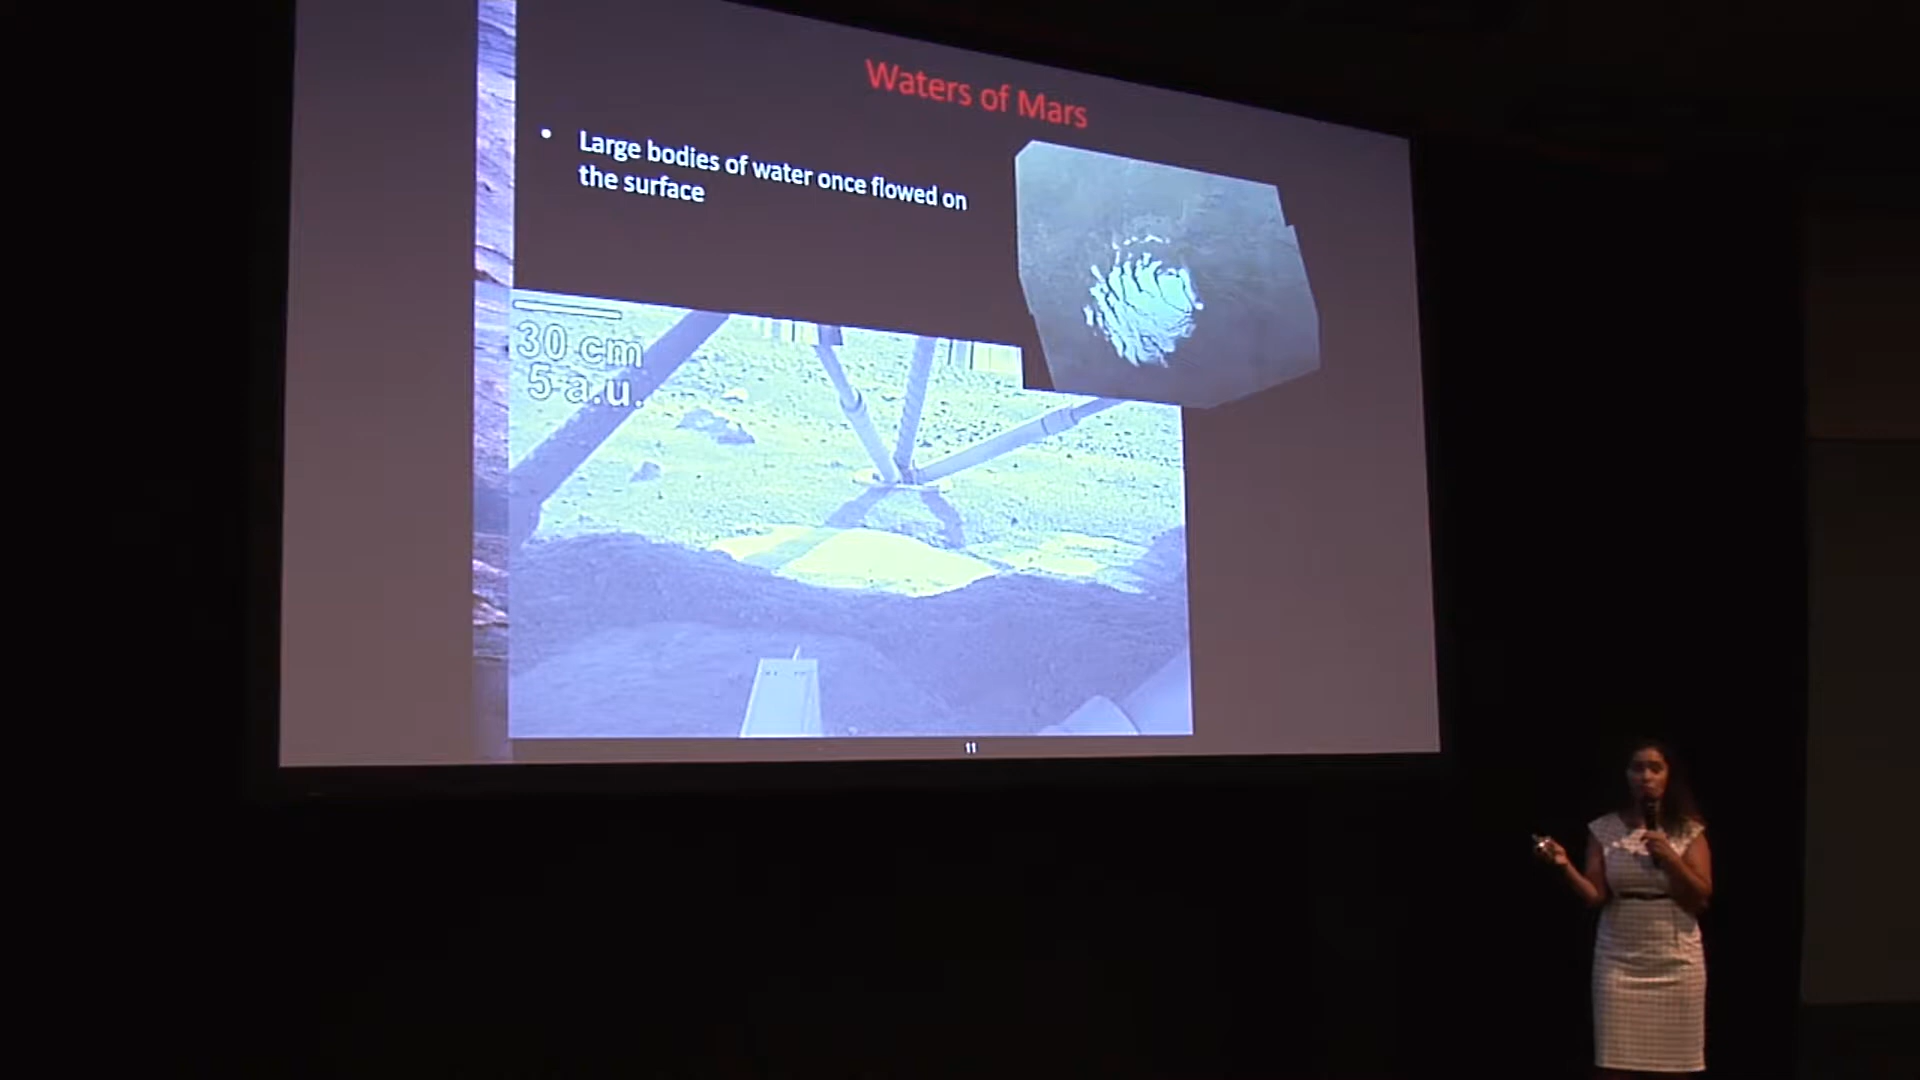 Waters of Mars
• Large bodies of water once flowed on
the surface
30 cm
5 a.u.
11